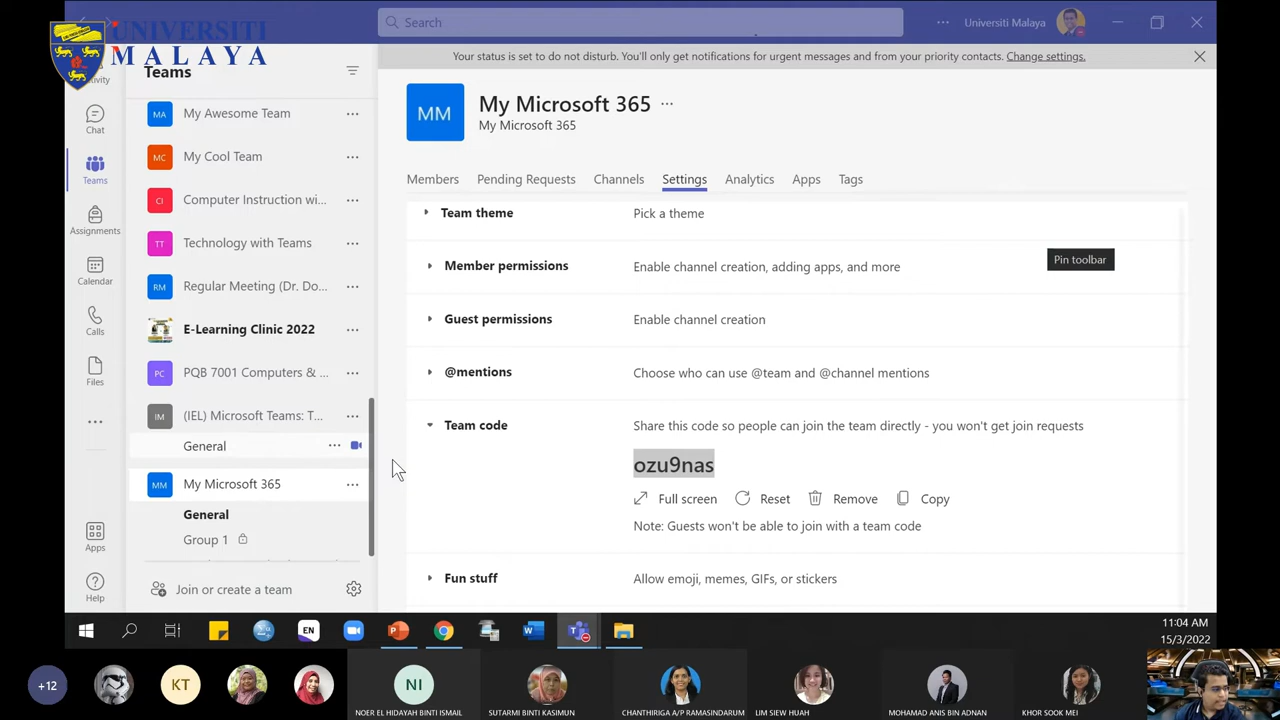 UNIVERSITI
MALAYA
Search
Universiti Malaya
Your status is set to do not disturb. You'll only get notifications for urgent messages and from your priority contacts. Change settings.
Chat
Teams
Assignments
Calendar
Calls
Files
Apps
Help
Teams
MA My Awesome Team
MC My Cool Team
CI Computer Instruction wi...
TT Technology with Teams
RM Regular Meeting (Dr. Do...
E-Learning Clinic 2022
PC PQB 7001 Computers & ...
IM (IEL) Microsoft Teams: T...
General
MM My Microsoft 365
General
Group 1
Join or create a team
MM
My Microsoft 365
My Microsoft 365
Members Pending Requests Channels Settings Analytics Apps Tags
Team theme Pick a theme
Pin toolbar
Member permissions Enable channel creation, adding apps, and more
Guest permissions Enable channel creation
@mentions Choose who can use @team and @channel mentions
Team code Share this code so people can join the team directly - you won't get join requests
ozu9nas
Full screen Reset Remove Copy
Note: Guests won't be able to join with a team code
Fun stuff Allow emoji, memes, GIFs, or stickers
EN
11:04 AM
15/3/2022
+12
KT
NI
NOER EL HIDAYAH BINTI ISMAIL
SUTARMI BINTI KASIMUN
CHANTHIRIGA A/P RAMASINDARUM
LIM SIEW HUAH
MOHAMAD ANIS BIN ADNAN
KHOR SOOK MEI